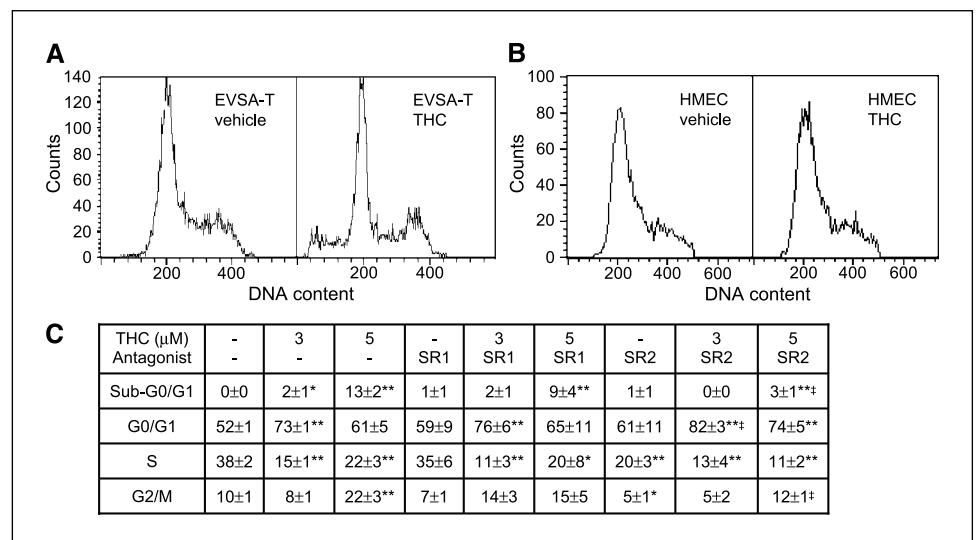 A
B
140
120
100
80
60
40
20
0
Counts
EVSA-T
vehicle
EVSA-T
THC
200
400
200
400
DNA content
100
80
60
40
20
0
Counts
HMEC
vehicle
HMEC
THC
200
400
600
200
400
600
DNA content
C
THC (μM) - 3 5 - 3 5 - 3 5
Antagonist - - - SR1 SR1 SR1 SR2 SR2 SR2
Sub-G0/G1 0±0 2±1* 13±2** 1±1 2±1 9±4** 1±1 0±0 3±1**‡
G0/G1 52±1 73±1** 61±5 59±9 76±6** 65±11 61±11 82±3**‡ 74±5**
S 38±2 15±1** 22±3** 35±6 11±3** 20±8* 20±3** 13±4** 11±2**
G2/M 10±1 8±1 22±3** 7±1 14±3 15±5 5±1* 5±2 12±1‡